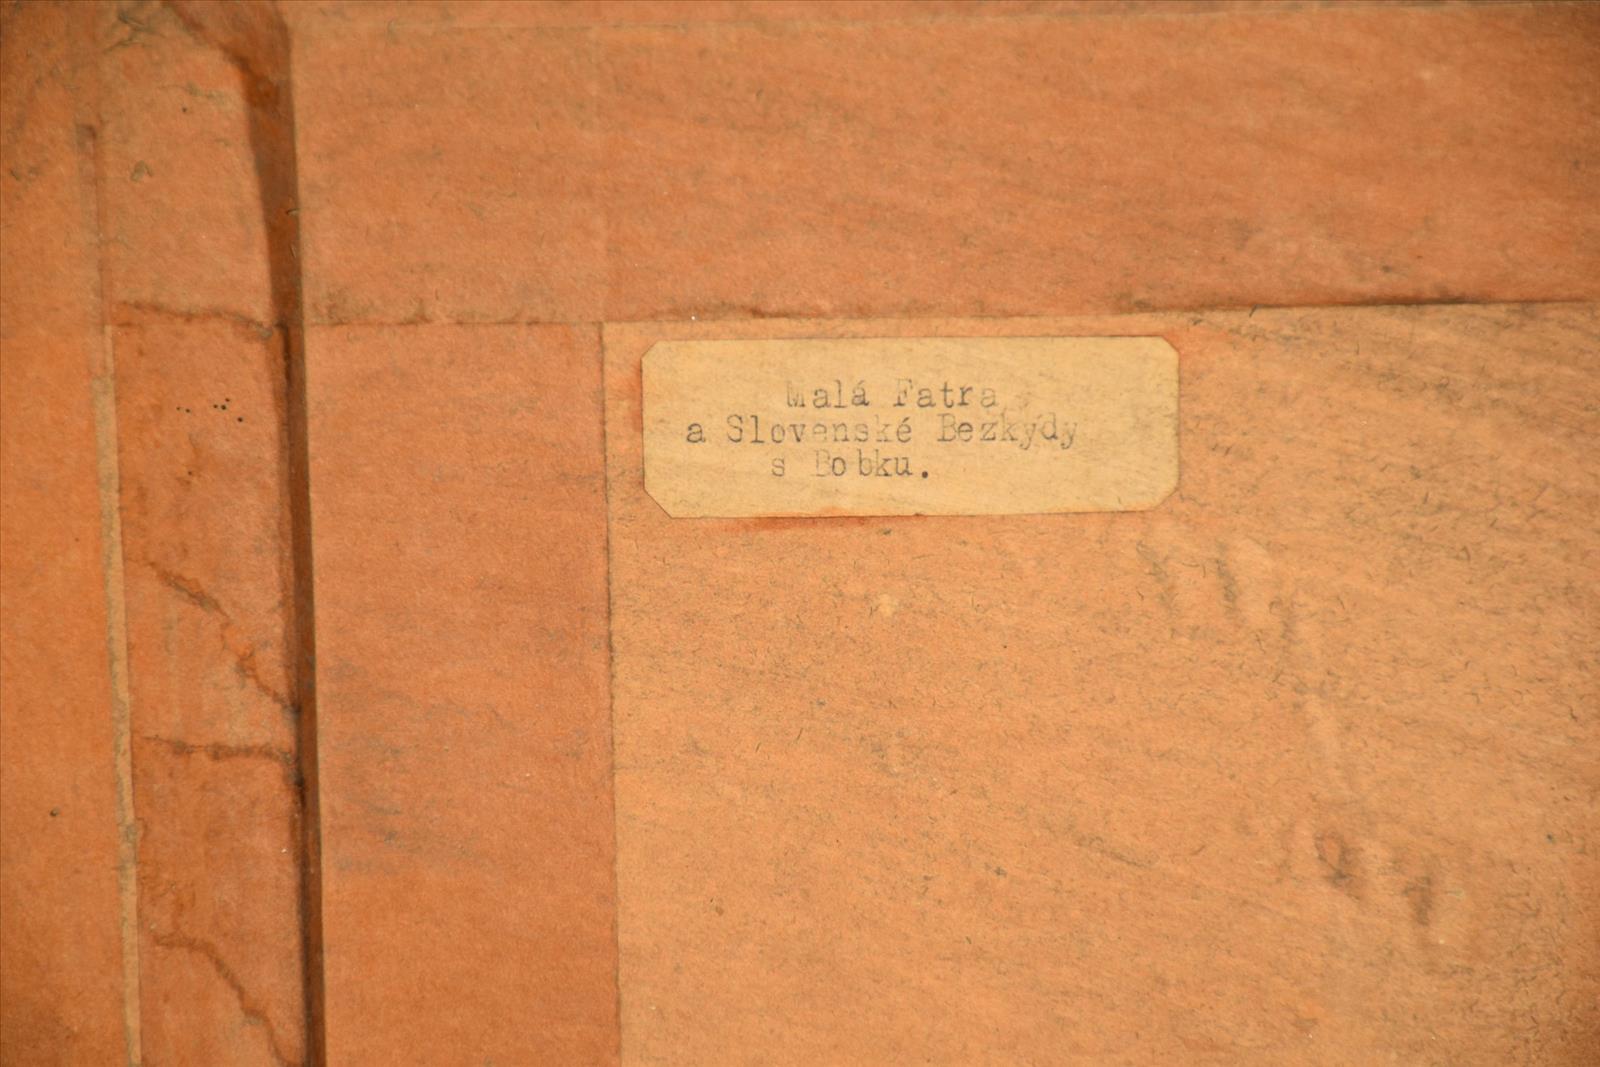 Malá Fatra
a Slovenské Bezkydy
s Bobku.